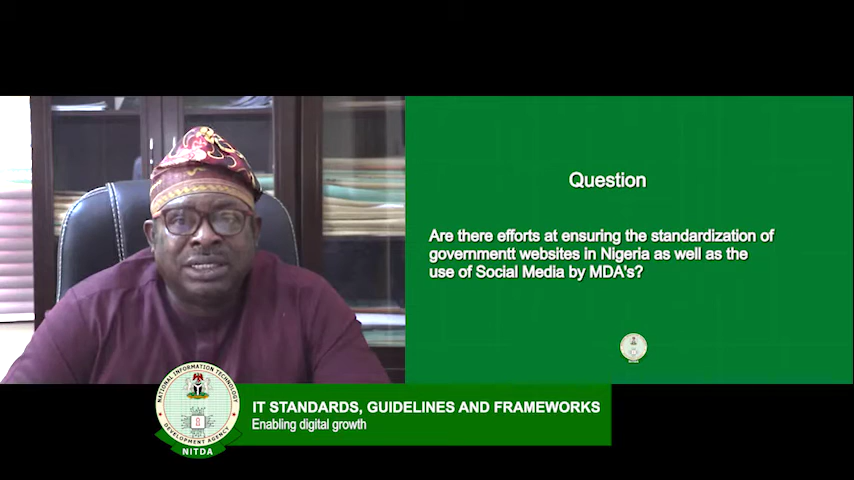 Question
Are there efforts at ensuring the standardization of
governmentt websites in Nigeria as well as the
use of Social Media by MDA's?
NATIONAL INFORMATION TECHNOLOGY
DEVELOPMENT AGENCY
NITDA
IT STANDARDS, GUIDELINES AND FRAMEWORKS
Enabling digital growth